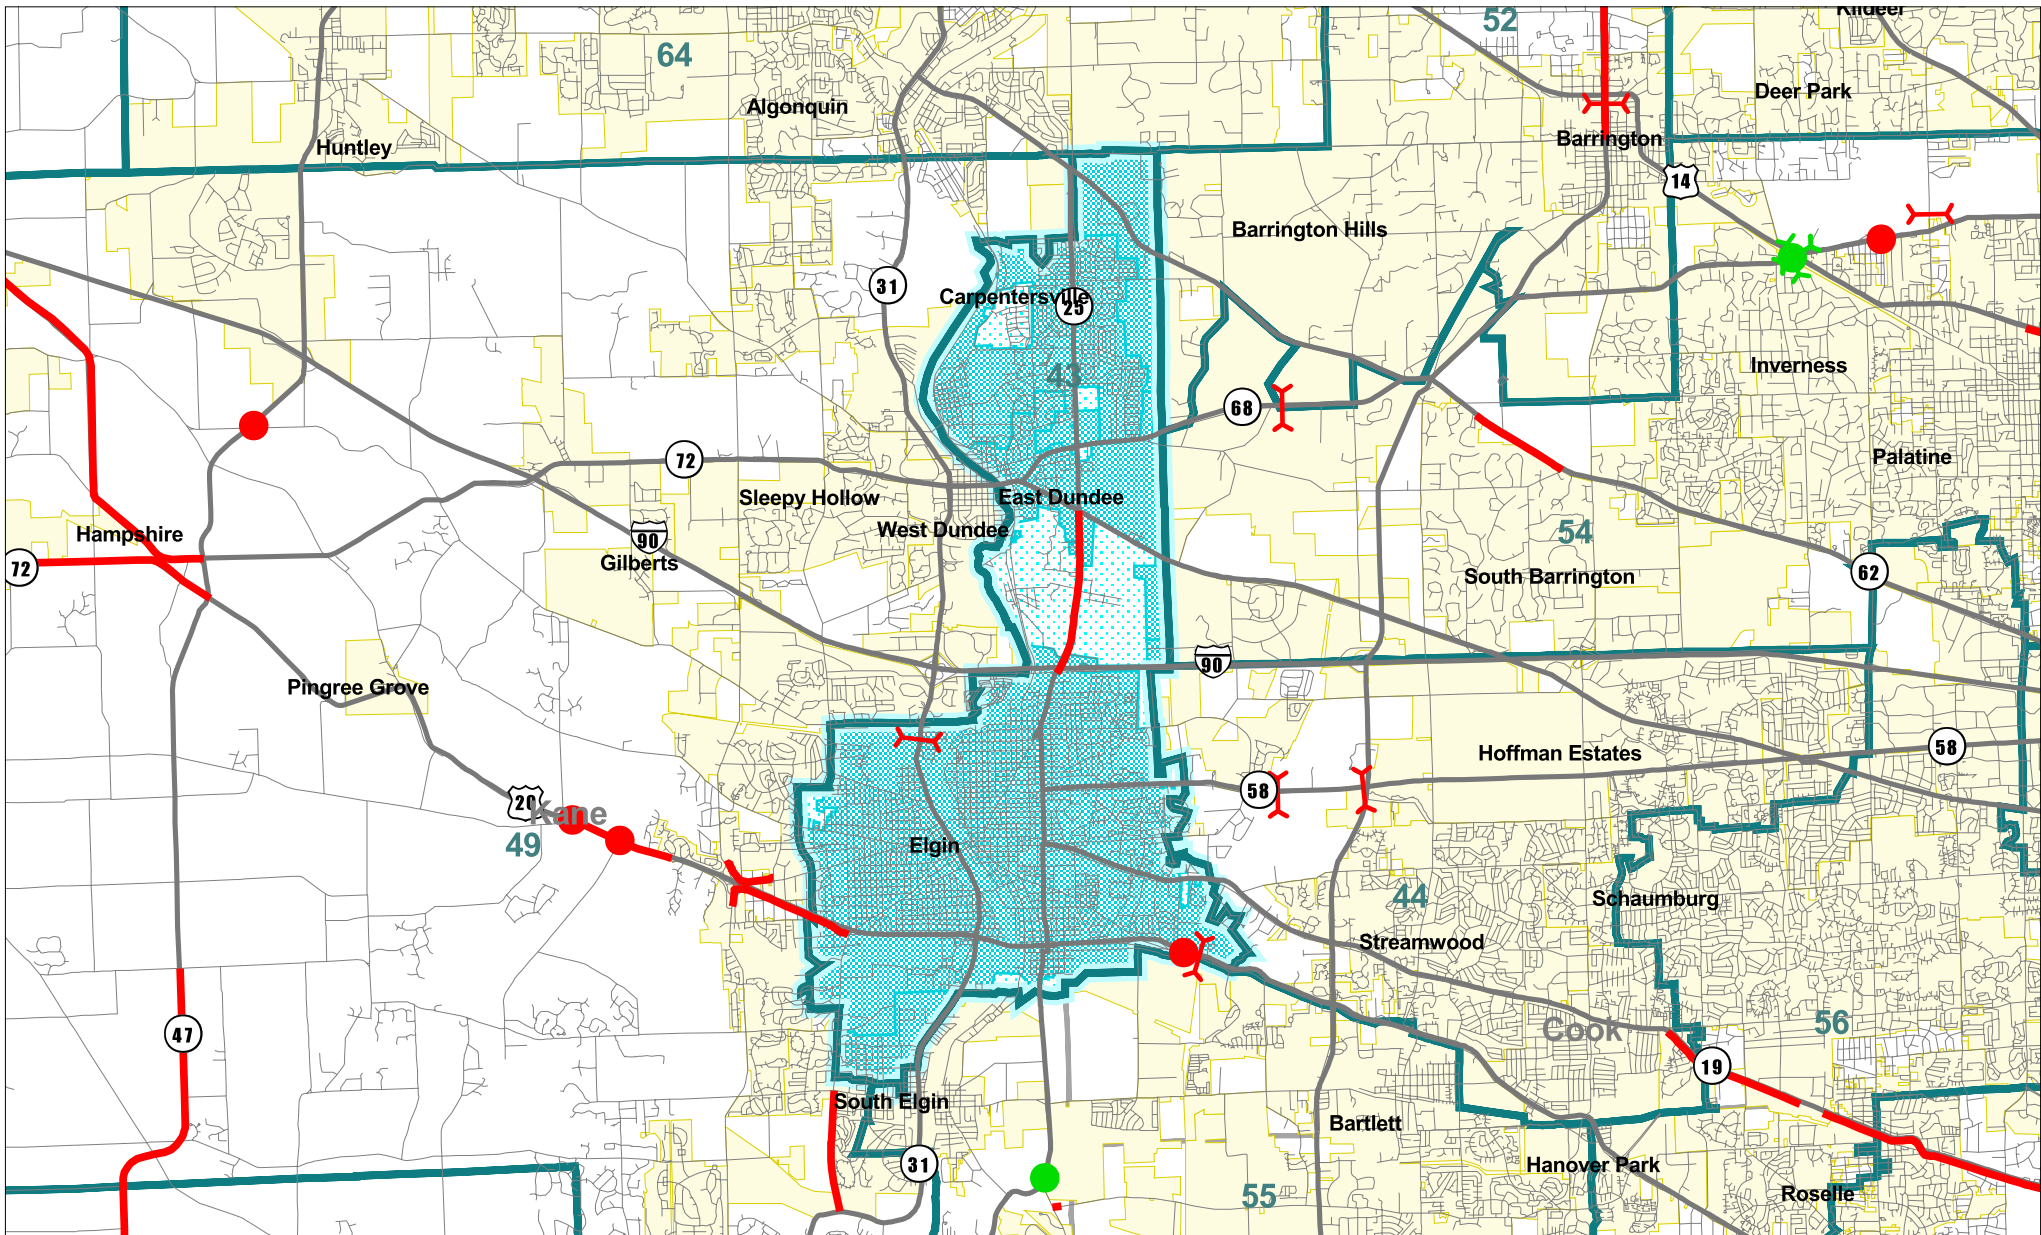 Kildeer
52
64
Deer Park
Algonquin
Barrington
Huntley
14
Barrington Hills
31
Carpentersville
25
Inverness
43
68
Palatine
72
Sleepy Hollow
East Dundee
West Dundee
Hampshire
90
54
Gilberts
72
62
South Barrington
90
Pingree Grove
58
Hoffman Estates
58
20
Kane
49
Elgin
44
Schaumburg
Streamwood
56
Cook
47
19
South Elgin
Bartlett
31
Hanover Park
55
Roselle